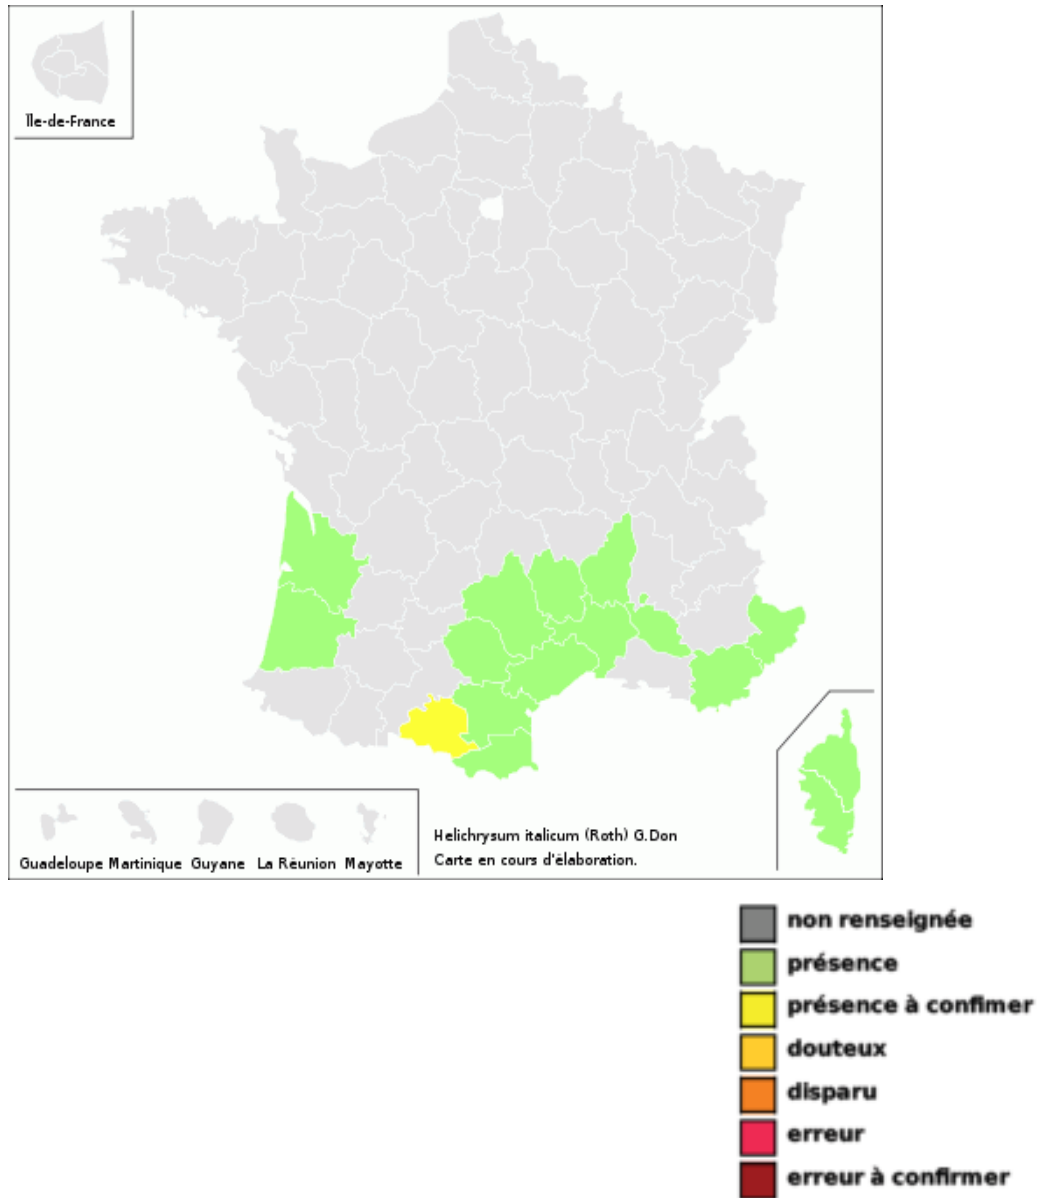 Île-de-France
Helichrysum italicum (Roth) G.Don
Carte en cours d'élaboration.
Guadeloupe Martinique Guyane La Réunion Mayotte
non renseignée
présence
présence à confimer
douteux
disparu
erreur
erreur à confirmer